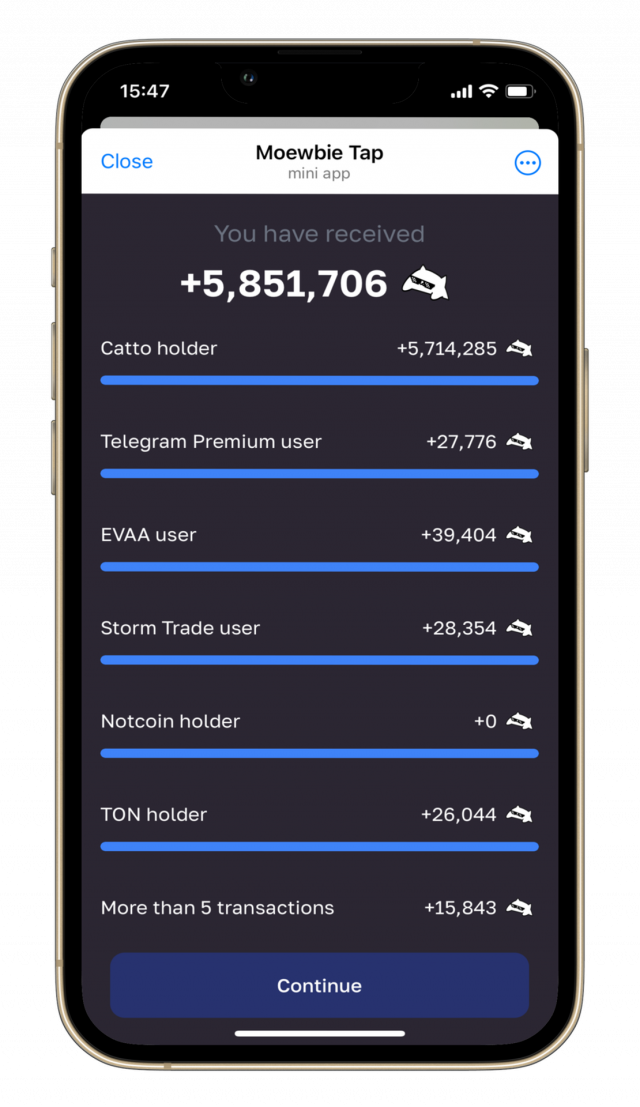 15:47
Close
Moewbie Tap
mini app
You have received
+5,851,706
Catto holder +5,714,285
Telegram Premium user +27,776
EVAA user +39,404
Storm Trade user +28,354
Notcoin holder +0
TON holder +26,044
More than 5 transactions +15,843
Continue